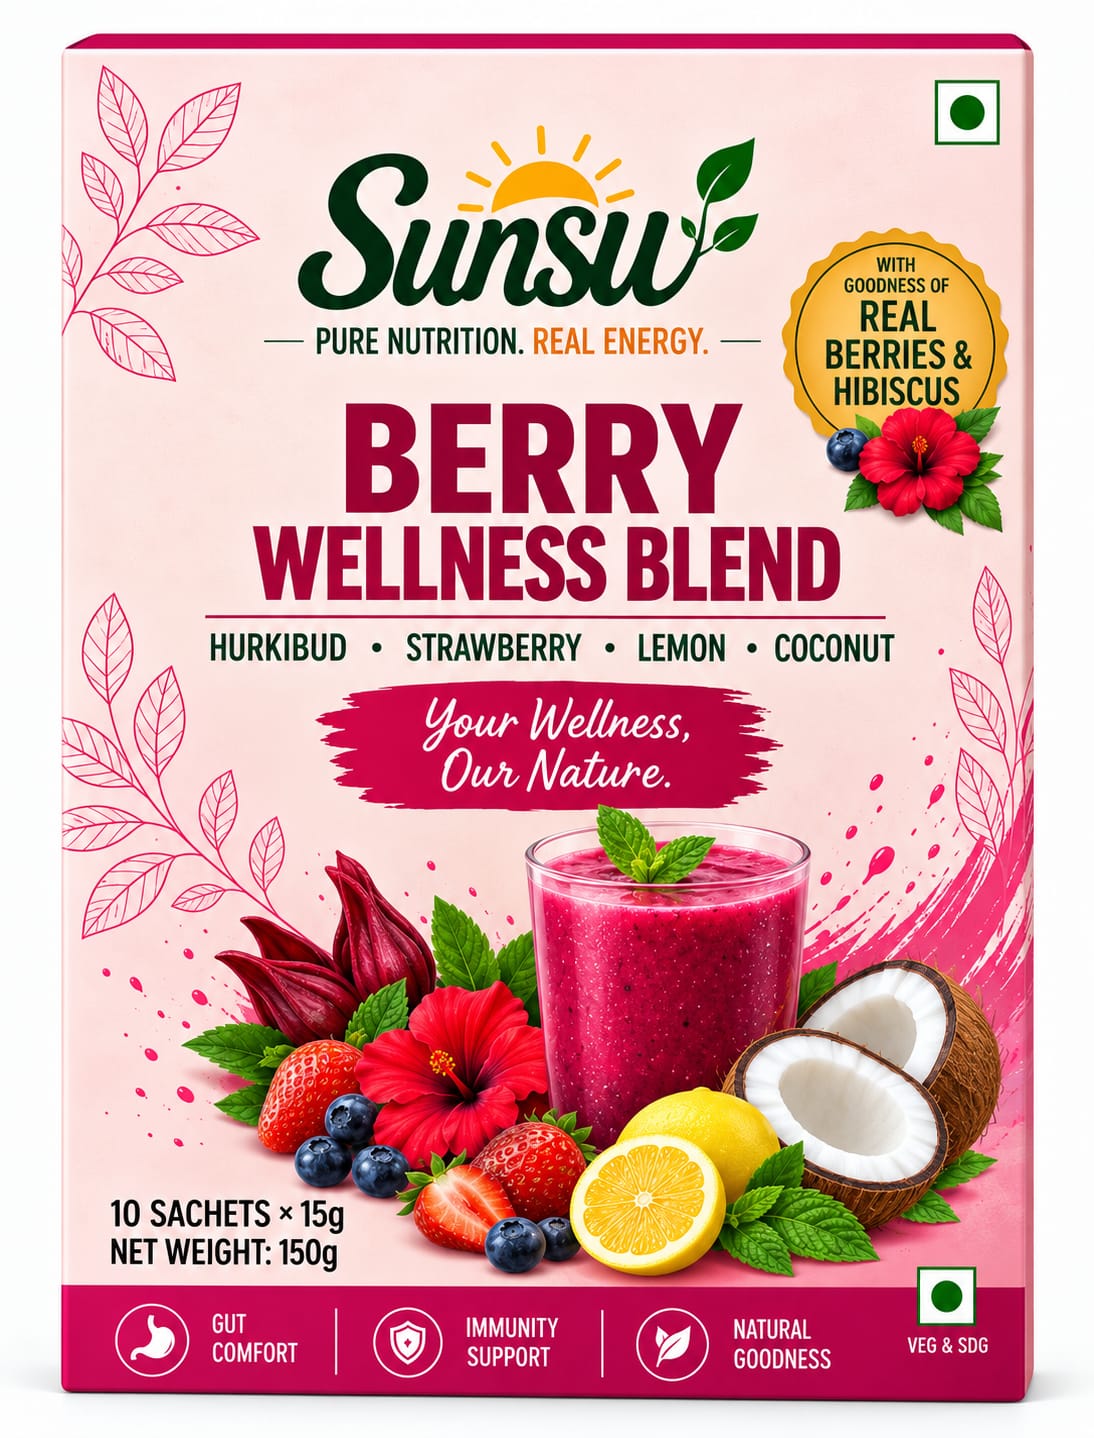 Sunsu
PURE NUTRITION. REAL ENERGY.
WITH
GOODNESS OF
REAL
BERRIES &
HIBISCUS
BERRY
WELLNESS BLEND
HURKIBUD • STRAWBERRY • LEMON • COCONUT
Your Wellness,
Our Nature.
10 SACHETS × 15g
NET WEIGHT: 150g
GUT
COMFORT
IMMUNITY
SUPPORT
NATURAL
GOODNESS
VEG & SDG